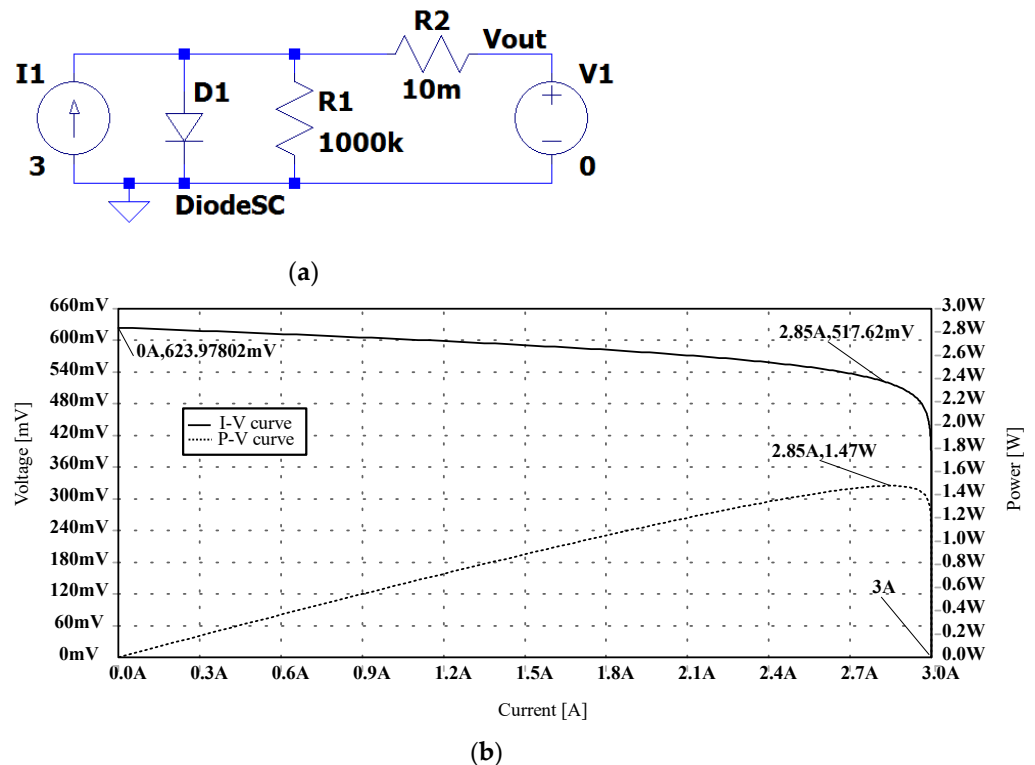 R2
Vout
I1
V1
D1
10m
R1
1000k
3
0
DiodeSC
(a)
660mV
600mV
540mV
480mV
420mV
360mV
300mV
240mV
180mV
120mV
60mV
0mV
Voltage [mV]
3.0W
2.8W
2.6W
2.4W
2.2W
2.0W
1.8W
1.6W
1.4W
1.2W
1.0W
0.8W
0.6W
0.4W
0.2W
0.0W
Power [W]
0A,623.97802mV
2.85A,517.62mV
I-V curve
P-V curve
2.85A,1.47W
3A
0.0A
0.3A
0.6A
0.9A
1.2A
1.5A
1.8A
2.1A
2.4A
2.7A
3.0A
Current [A]
(b)